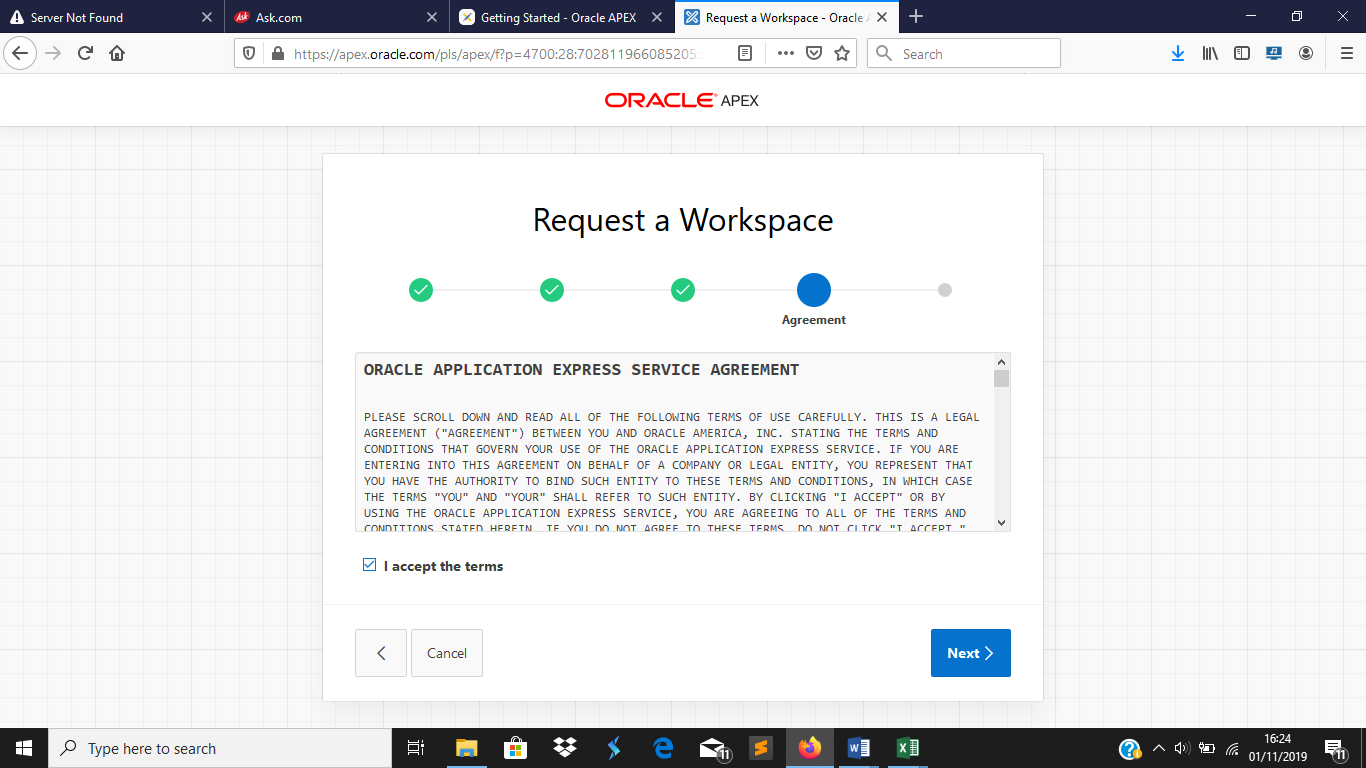 Server Not Found
Ask.com
Getting Started - Oracle APEX
Request a Workspace - Oracle A
https://apex.oracle.com/pls/apex/f?p=4700:28:702811966085205
Search
ORACLE APEX
Request a Workspace
Agreement
ORACLE APPLICATION EXPRESS SERVICE AGREEMENT
PLEASE SCROLL DOWN AND READ ALL OF THE FOLLOWING TERMS OF USE CAREFULLY. THIS IS A LEGAL
AGREEMENT ("AGREEMENT") BETWEEN YOU AND ORACLE AMERICA, INC. STATING THE TERMS AND
CONDITIONS THAT GOVERN YOUR USE OF THE ORACLE APPLICATION EXPRESS SERVICE. IF YOU ARE
ENTERING INTO THIS AGREEMENT ON BEHALF OF A COMPANY OR LEGAL ENTITY, YOU REPRESENT THAT
YOU HAVE THE AUTHORITY TO BIND SUCH ENTITY TO THESE TERMS AND CONDITIONS, IN WHICH CASE
THE TERMS "YOU" AND "YOUR" SHALL REFER TO SUCH ENTITY. BY CLICKING "I ACCEPT" OR BY
USING THE ORACLE APPLICATION EXPRESS SERVICE, YOU ARE AGREEING TO ALL OF THE TERMS AND
CONDITIONS STATED HEREIN. IF YOU DO NOT AGREE TO THESE TERMS, DO NOT CLICK "I ACCEPT."
I accept the terms
Cancel
Next
Type here to search
11
16:24
01/11/2019
11